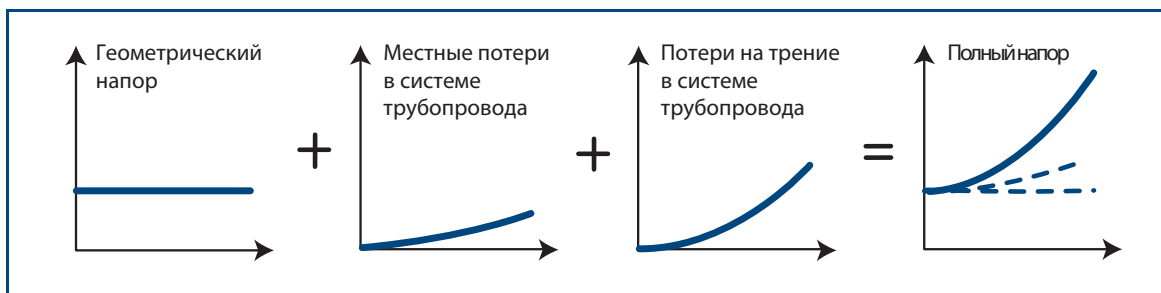 Геометрический
напор
+
Местные потери
в системе
трубопровода
+
Потери на трение
в системе
трубопровода
=
Полный напор